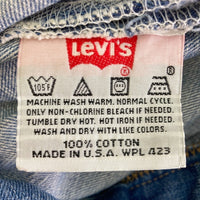 LEVI'S
105F
MACHINE WASH WARM. NORMAL CYCLE.
ONLY NON-CHLORINE BLEACH IF NEEDED.
TUMBLE DRY HOT. HOT IRON IF NEEDED.
WASH AND DRY WITH LIKE COLORS.
100% COTTON
MADE IN U.S.A. WPL 423